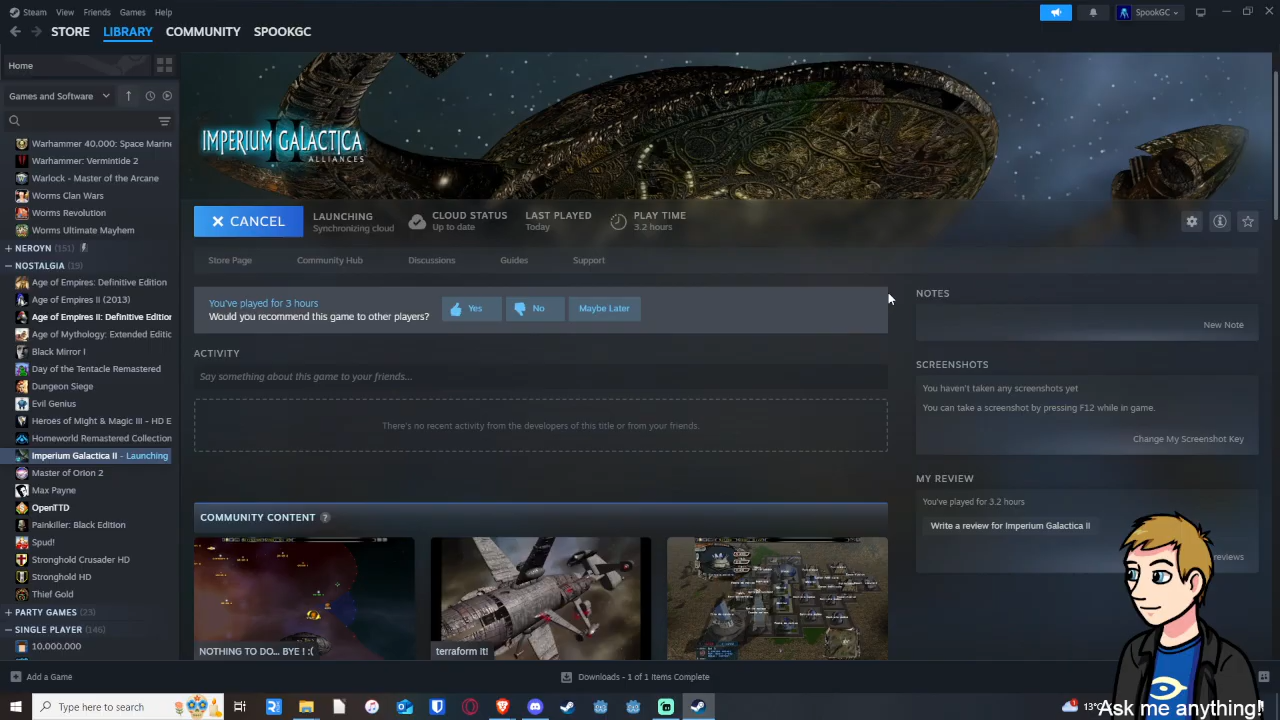 Steam View Friends Games Help
SpookGC
STORE LIBRARY COMMUNITY SPOOKGC
Home
Games and Software
Warhammer 40,000: Space Marine
Warhammer: Vermintide 2
Warlock - Master of the Arcane
Worms Clan Wars
Worms Revolution
Worms Ultimate Mayhem
NEROYN (151)
NOSTALGIA (19)
Age of Empires: Definitive Edition
Age of Empires II (2013)
Age of Empires II: Definitive Edition
Age of Mythology: Extended Editic
Black Mirror I
Day of the Tentacle Remastered
Dungeon Siege
Evil Genius
Heroes of Might & Magic III - HD E
Homeworld Remastered Collection
Imperium Galactica II - Launching
Master of Orion 2
Max Payne
OpenTTD
Painkiller: Black Edition
Spud!
Stronghold Crusader HD
Stronghold HD
Thief Gold
PARTY GAMES (23)
SINGLE PLAYER (146)
10,000,000
Add a Game
IMPERIUM GALACTICA
II
ALLIANCES
CANCEL
LAUNCHING
Synchronizing cloud
CLOUD STATUS
Up to date
LAST PLAYED
Today
PLAY TIME
3.2 hours
Store Page Community Hub Discussions Guides Support
You've played for 3 hours
Would you recommend this game to other players?
Yes No Maybe Later
ACTIVITY
Say something about this game to your friends...
There's no recent activity from the developers of this title or from your friends.
COMMUNITY CONTENT ?
NOTHING TO DO... BYE ! :(
terraform It!
NOTES
New Note
SCREENSHOTS
You haven't taken any screenshots yet
You can take a screenshot by pressing F12 while in game.
Change My Screenshot Key
MY REVIEW
You've played for 3.2 hours
Write a review for Imperium Galactica II
reviews
Downloads - 1 of 1 Items Complete
Type here to search
13°
Ask me anything!